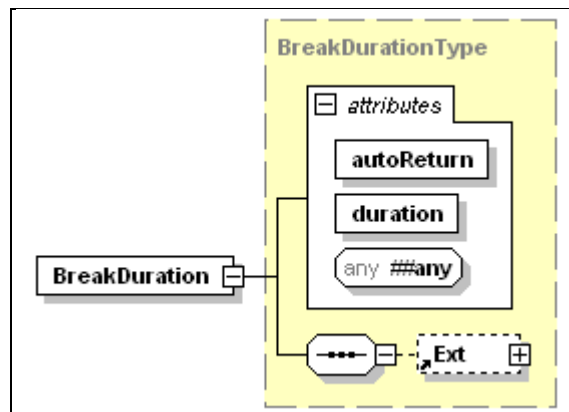 BreakDurationType
attributes
autoReturn
duration
any ##any
BreakDuration
Ext